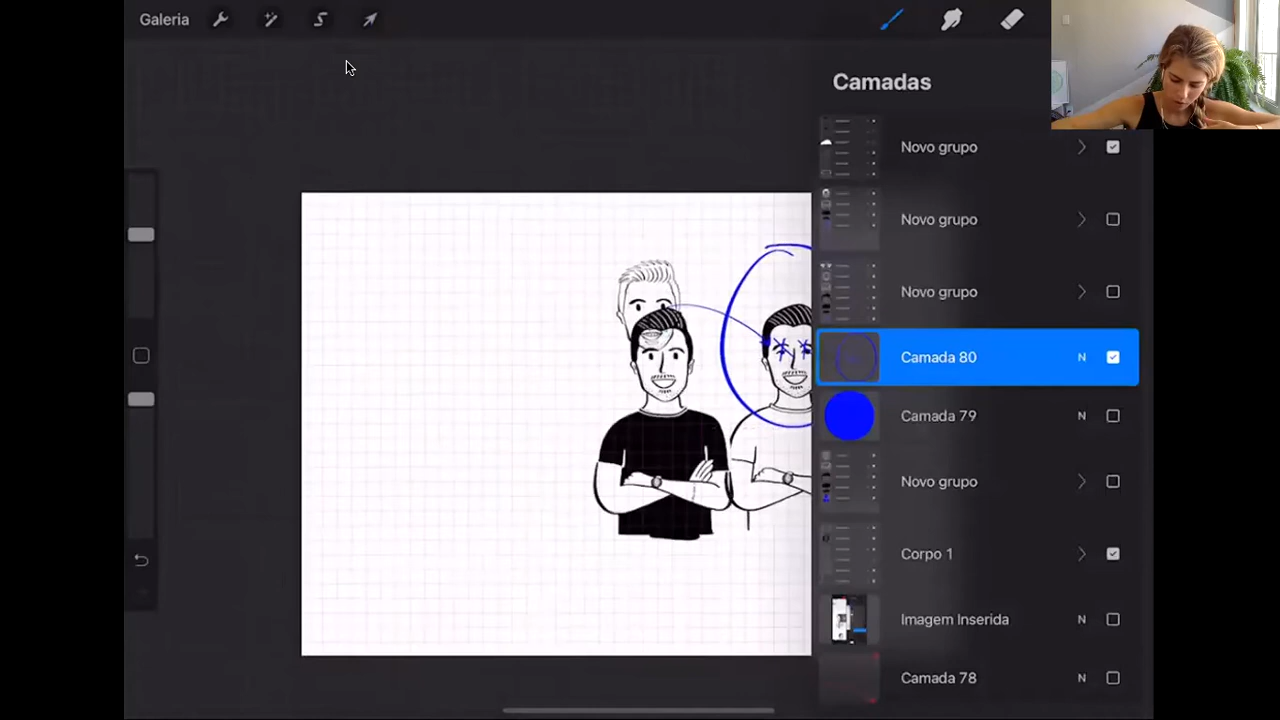 Galeria
Camadas
Novo grupo
Novo grupo
Novo grupo
Camada 80 N
Camada 79 N
Novo grupo
Corpo 1
Imagem Inserida N
Camada 78 N